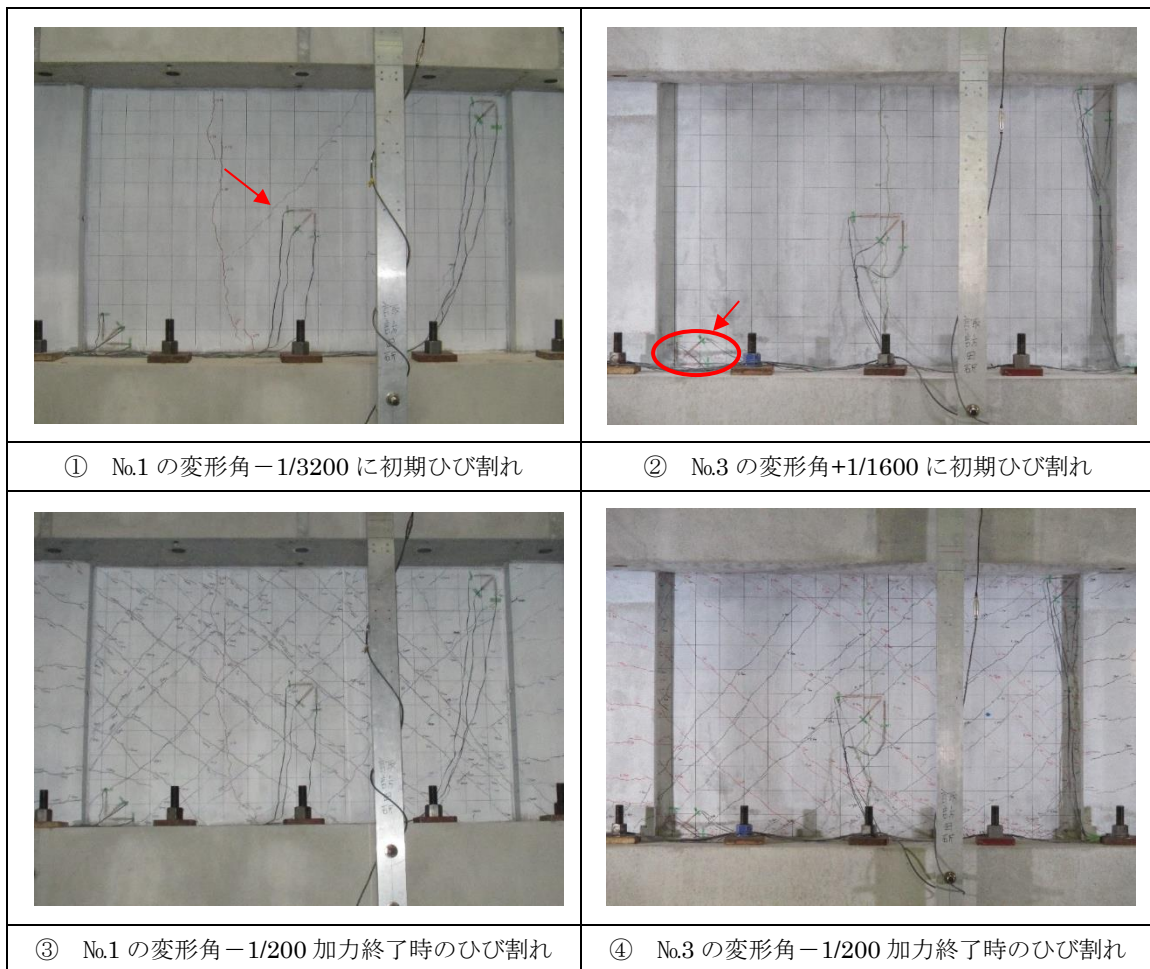 ① №1 の変形角－1/3200 に初期ひび割れ
② №3 の変形角+1/1600 に初期ひび割れ
③ №1 の変形角－1/200 加力終了時のひび割れ
④ №3 の変形角－1/200 加力終了時のひび割れ